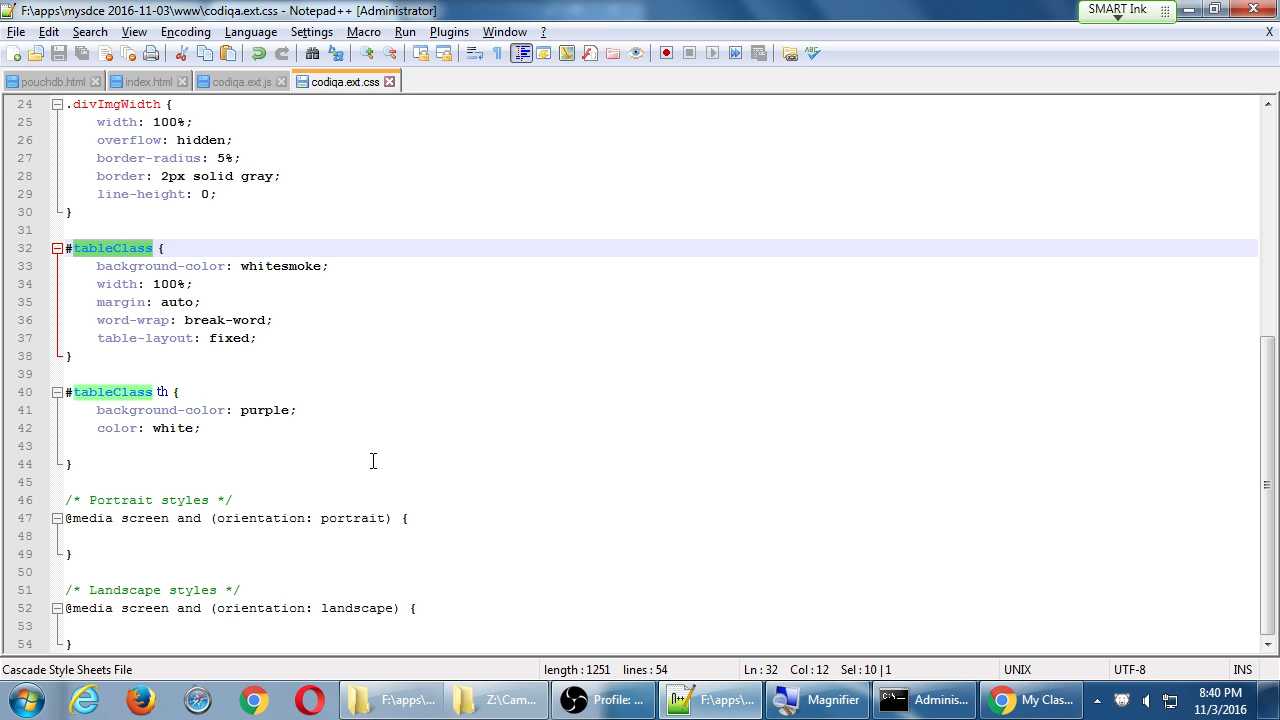 F:\apps\mysdce 2016-11-03\www\codiqa.ext.css - Notepad++ [Administrator]
SMART Ink
File Edit Search View Encoding Language Settings Macro Run Plugins Window ? X
pouchdb.html index.html codiqa.ext.js codiqa.ext.css
24 .divImgWidth {
25 width: 100%;
26 overflow: hidden;
27 border-radius: 5%;
28 border: 2px solid gray;
29 line-height: 0;
30 }
31
32 #tableClass {
33 background-color: whitesmoke;
34 width: 100%;
35 margin: auto;
36 word-wrap: break-word;
37 table-layout: fixed;
38 }
39
40 #tableClass th {
41 background-color: purple;
42 color: white;
43
44 }
45
46 /* Portrait styles */
47 @media screen and (orientation: portrait) {
48
49 }
50
51 /* Landscape styles */
52 @media screen and (orientation: landscape) {
53
54 }
Cascade Style Sheets File length : 1251 lines : 54 Ln : 32 Col : 12 Sel : 10 | 1 UNIX UTF-8 INS
F:\apps\... Z:\Cam... Profile: ... F:\apps\... Magnifier Adminis... My Clas... 8:40 PM
11/3/2016